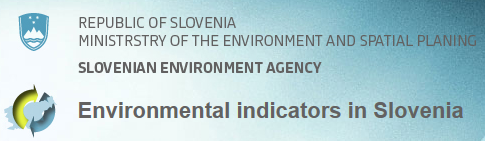 REPUBLIC OF SLOVENIA
MINISTRSTRY OF THE ENVIRONMENT AND SPATIAL PLANING
SLOVENIAN ENVIRONMENT AGENCY
Environmental indicators in Slovenia